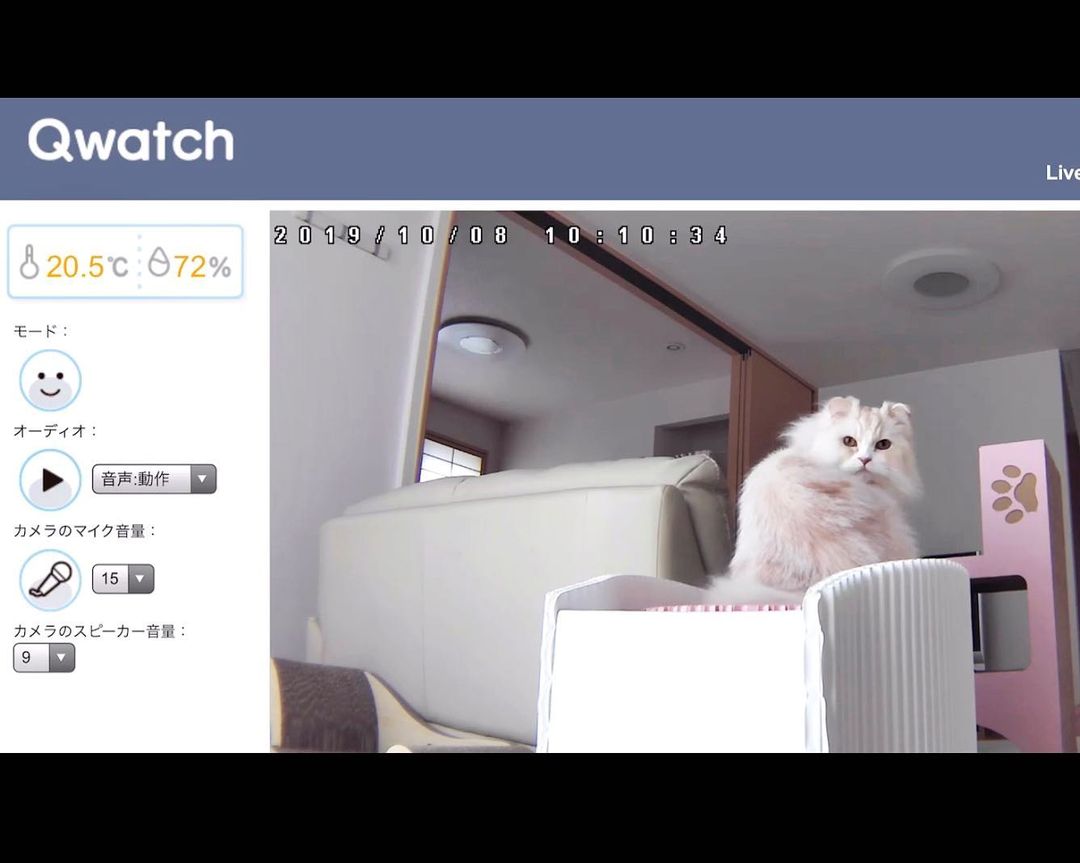 Qwatch
Live
20.5℃ 72%
2019/10/08 10:10:34
モード：
オーディオ：
音声:動作
カメラのマイク音量：
15
カメラのスピーカー音量：
9